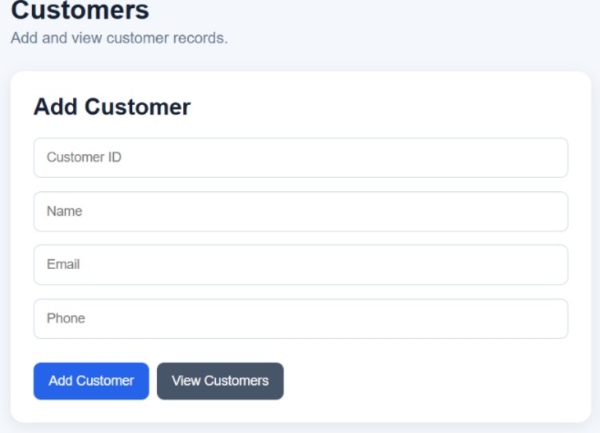 Customers
Add and view customer records.
Add Customer
Customer ID
Name
Email
Phone
Add Customer View Customers